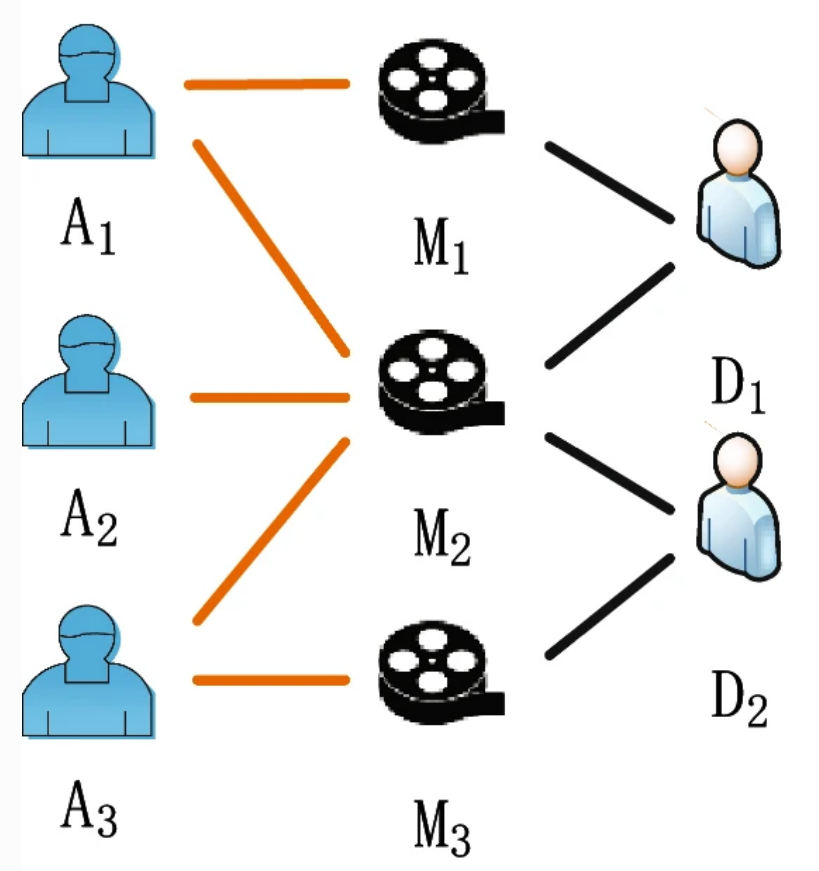 A₁
M₁
D₁
A₂
M₂
D₂
A₃
M₃